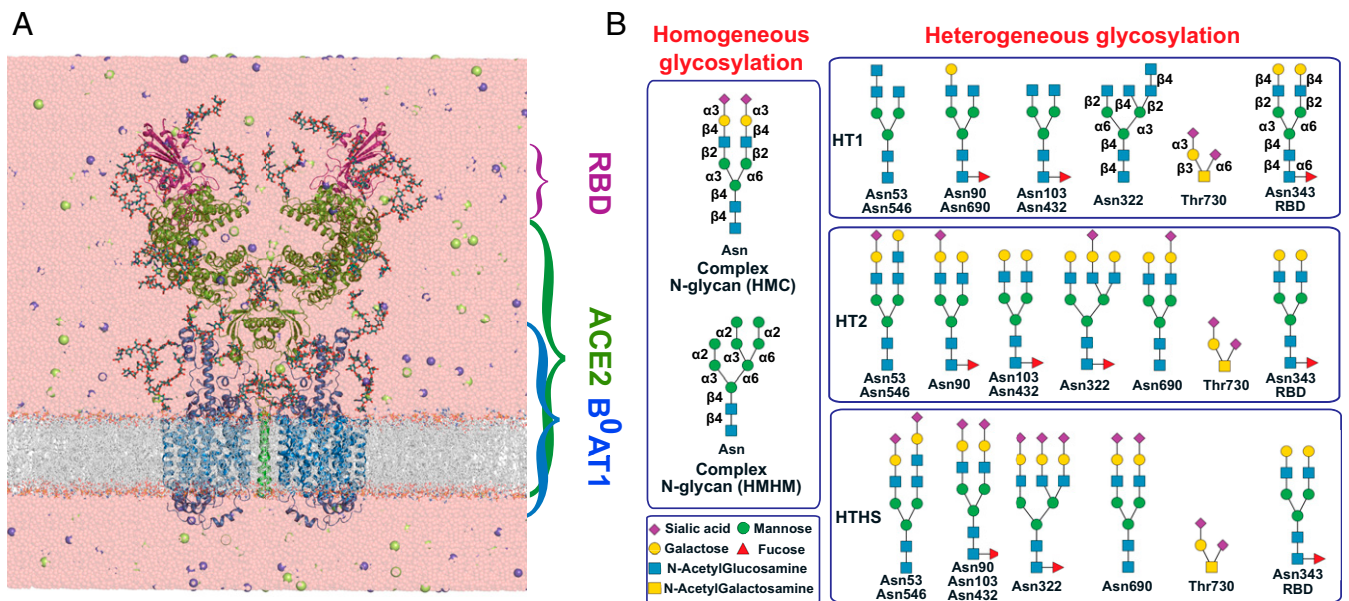 A
RBD
ACE2
B⁰AT1
B
Homogeneous
glycosylation
α3 α3
β4 β4
β2 β2
α3 α6
β4
β4
Asn
Complex
N-glycan (HMC)
α2 α2
α2 α3 α6
α3 α6
β4
β4
Asn
Complex
N-glycan (HMHM)
Sialic acid Mannose
Galactose Fucose
N-AcetylGlucosamine
N-AcetylGalactosamine
Heterogeneous glycosylation
HT1
Asn53
Asn546
Asn90
Asn690
Asn103
Asn432
β4
β2 β4 β2
α6 α3
β4
β4
Asn322
α3 β3 α6
Thr730
β4 β4
β2 β2
α3 α6
β4
β4 α6
Asn343
RBD
HT2
Asn53
Asn546
Asn90
Asn103
Asn432
Asn322
Asn690
Thr730
Asn343
RBD
HTHS
Asn53
Asn546
Asn90
Asn103
Asn432
Asn322
Asn690
Thr730
Asn343
RBD